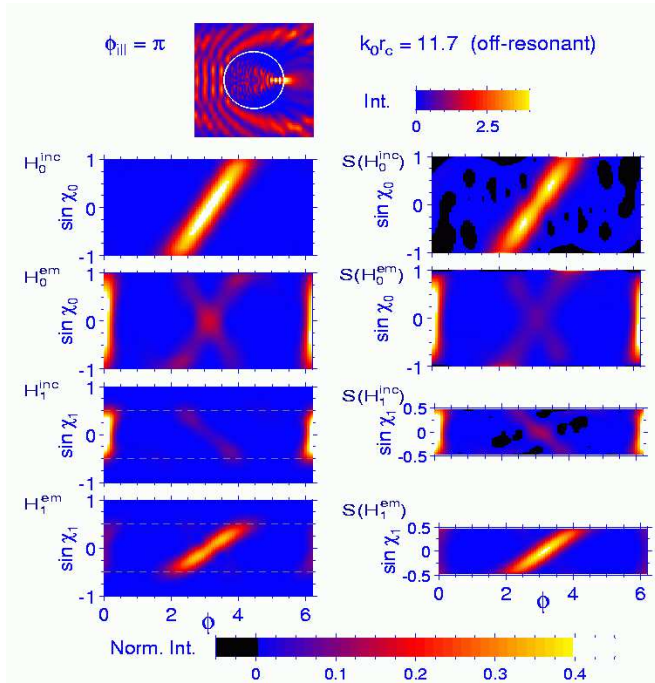 ϕill = π
k0rc = 11.7 (off-resonant)
Int.
0 2.5
H0^inc
S(H0^inc)
1
0
-1
sin χ0
1
0
-1
sin χ0
H0^em
S(H0^em)
1
0
-1
sin χ0
1
0
-1
sin χ0
H1^inc
S(H1^inc)
1
0
-1
sin χ1
0.5
0
-0.5
sin χ1
H1^em
S(H1^em)
1
0
-1
sin χ1
0.5
0
-0.5
sin χ1
0 2 4 6
ϕ
0 2 4 6
ϕ
Norm. Int.
0 0.1 0.2 0.3 0.4